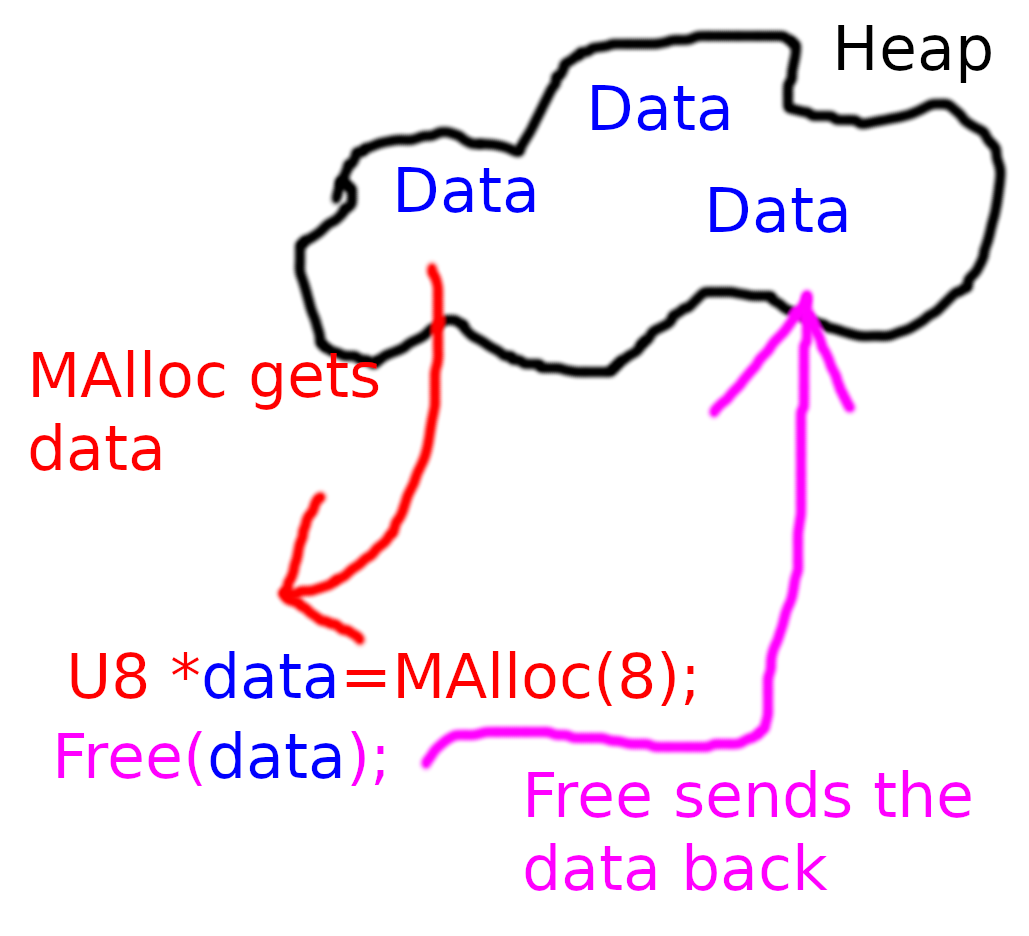 Heap
Data
Data
Data
MAlloc gets
data
U8 *data=MAlloc(8);
Free(data);
Free sends the
data back